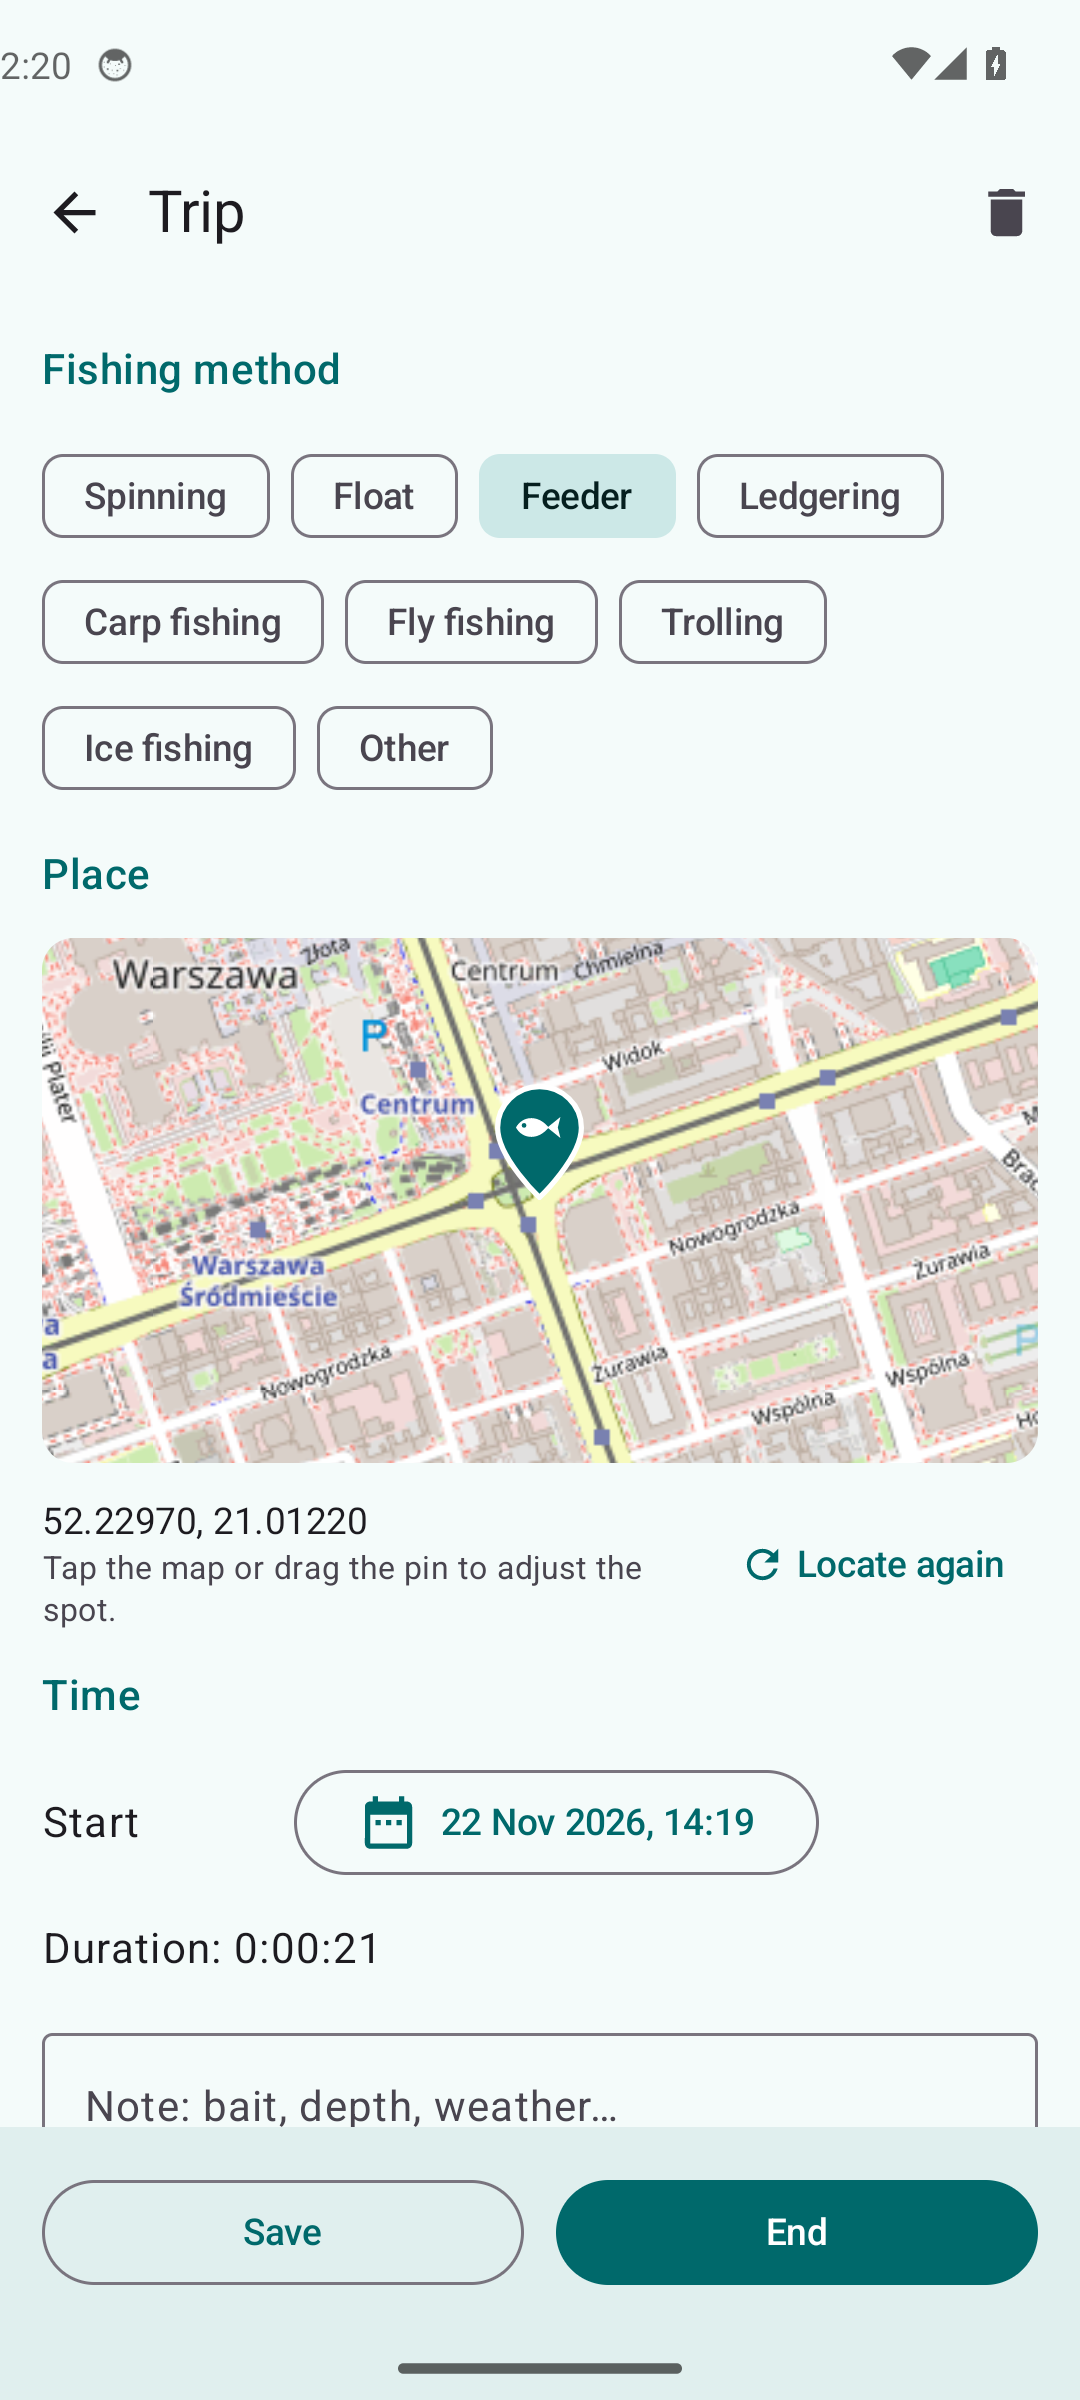 2:20
Trip
Fishing method
Spinning
Float
Feeder
Ledgering
Carp fishing
Fly fishing
Trolling
Ice fishing
Other
Place
Złota
Warszawa
Centrum
Chmielna
P
Widok
Plater
Centrum
Nowogrodzka
Żurawia
Warszawa
Śródmieście
a
a
Nowogrodzka
Żurawia
Wspólna
Wspólna
P
52.22970, 21.01220
Tap the map or drag the pin to adjust the
spot.
Locate again
Time
Start
22 Nov 2026, 14:19
Duration: 0:00:21
Note: bait, depth, weather…
Save
End